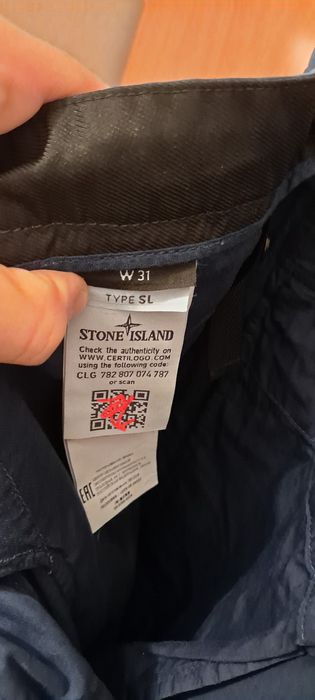 W 31
TYPE SL
STONE ISLAND
Check the authenticity on
WWW.CERTILOGO.COM
using the following code:
CLG 782 807 074 787
or scan
EAC